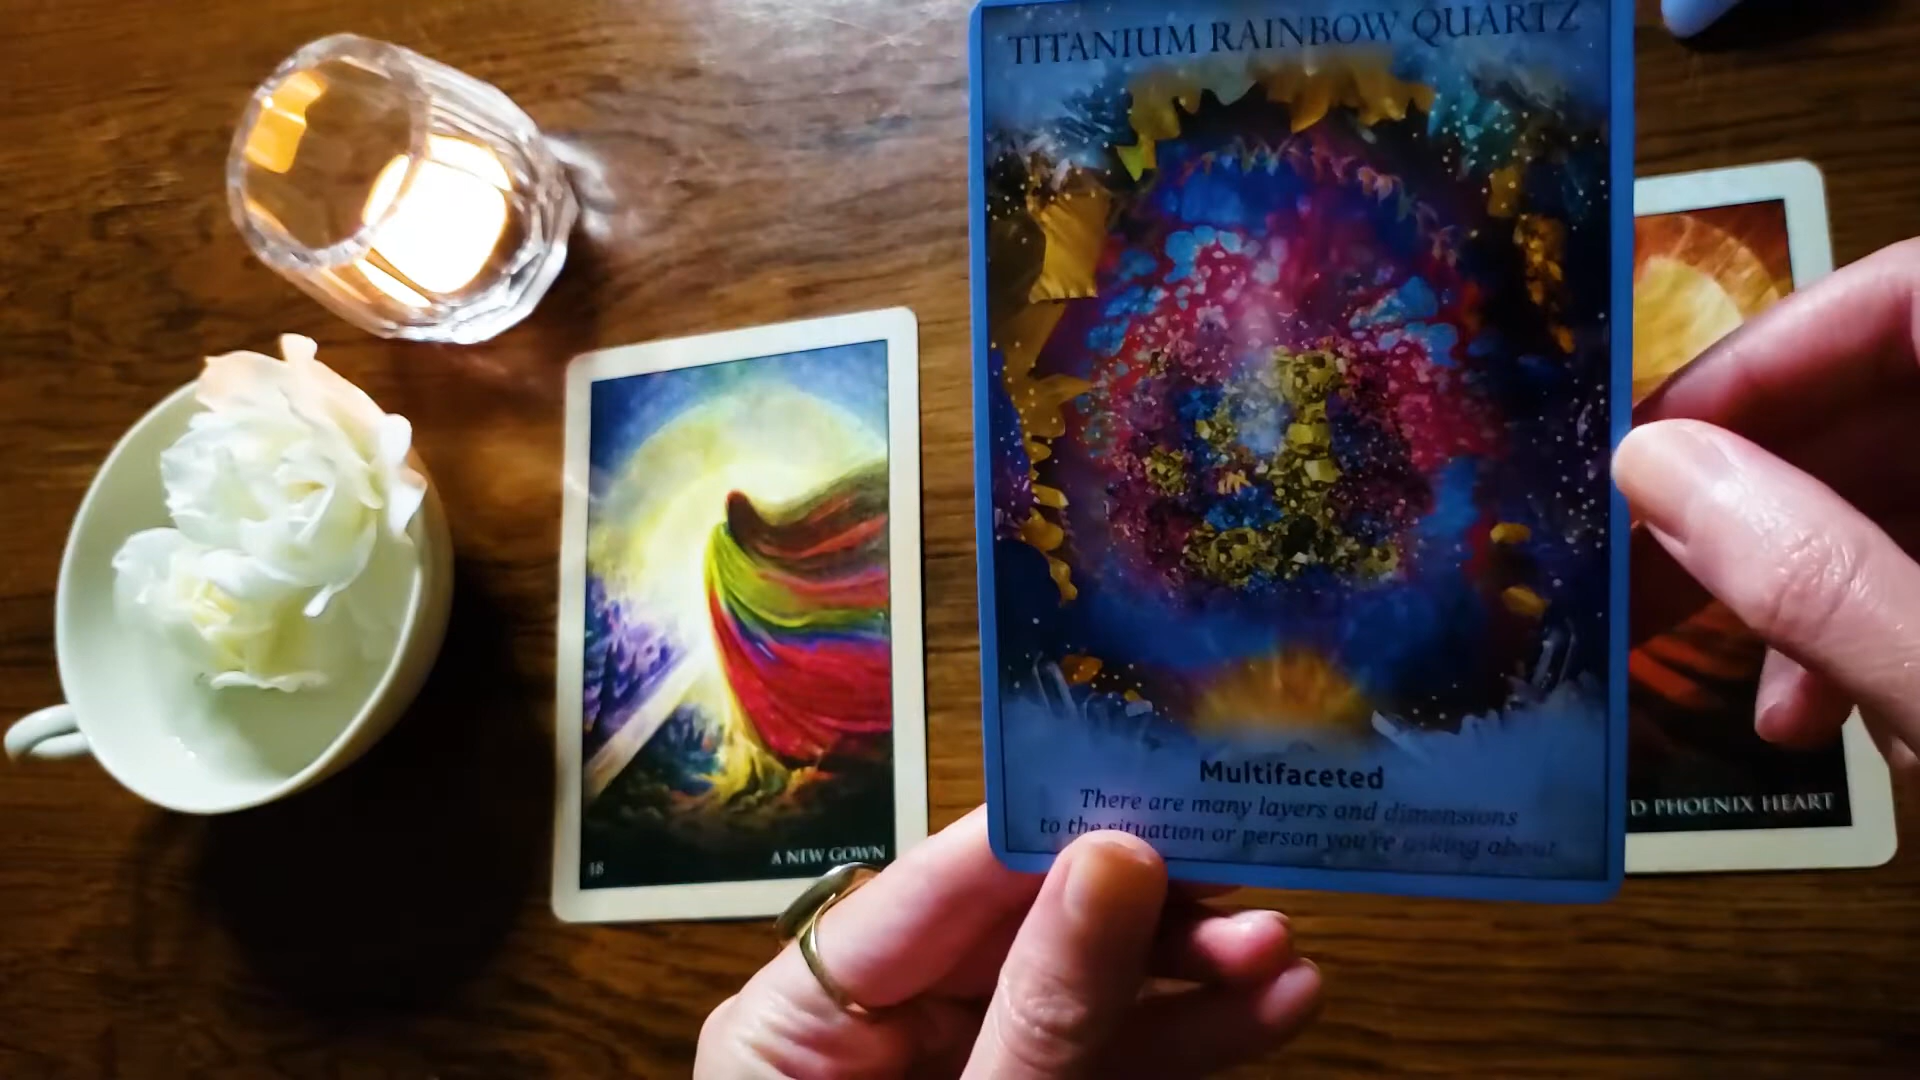 TITANIUM RAINBOW QUARTZ
Multifaceted
There are many layers and dimensions
to the situation or person you're asking about
18
A NEW GOWN
D PHOENIX HEART